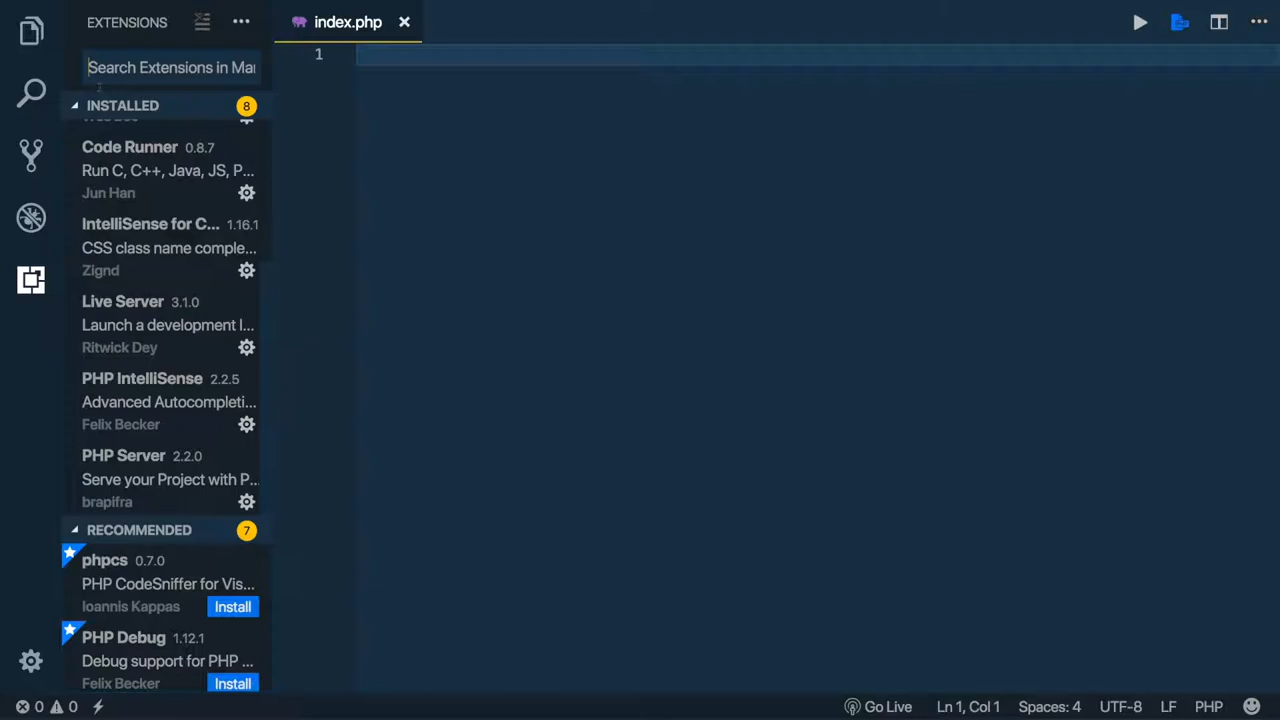 EXTENSIONS
index.php
1
Search Extensions in Mar
INSTALLED 8
Code Runner 0.8.7
Run C, C++, Java, JS, P...
Jun Han
IntelliSense for C... 1.16.1
CSS class name comple...
Zignd
Live Server 3.1.0
Launch a development l...
Ritwick Dey
PHP IntelliSense 2.2.5
Advanced Autocompleti...
Felix Becker
PHP Server 2.2.0
Serve your Project with P...
brapifra
RECOMMENDED 7
phpcs 0.7.0
PHP CodeSniffer for Vis...
Ioannis Kappas Install
PHP Debug 1.12.1
Debug support for PHP ...
Felix Becker Install
0 0 Go Live Ln 1, Col 1 Spaces: 4 UTF-8 LF PHP